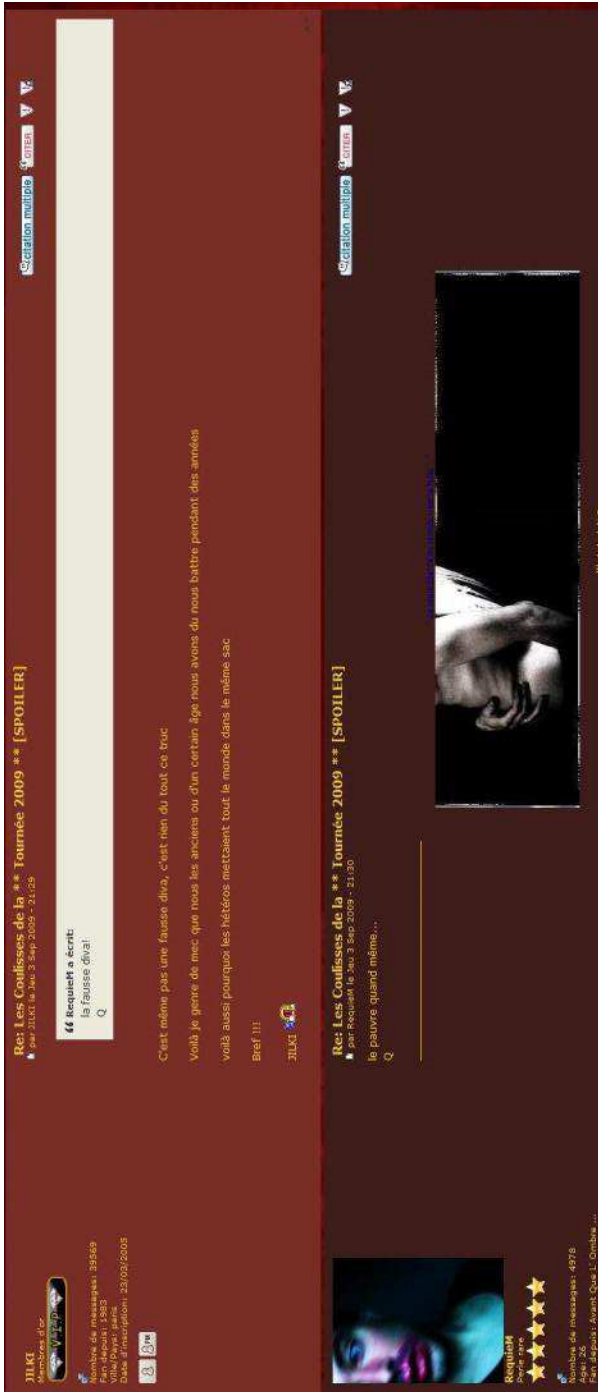 JILKI
Membres d'or
V-I-P
Nombre de messages: 39569
Fan depuis: 1983
Ville/Pays: paris
Date d'inscription: 23/03/2005
PM
Re: Les Coulisses de la ** Tournée 2009 ** [SPOILER]
par JILKI le Jeu 3 Sep 2009 - 21:29
citation multiple
CITER
RequieM a écrit:
la fausse diva!
Q
C'est même pas une fausse diva, c'est rien du tout ce truc
Voilà je genre de mec que nous les anciens ou d'un certain âge nous avons du nous battre pendant des années
voilà aussi pourquoi les hétéros mettaient tout le monde dans le même sac
Bref !!!
JILKI
RequieM
Perle rare
Nombre de messages: 4978
Age: 26
Fan depuis: Avant Que L' Ombre ...
Re: Les Coulisses de la ** Tournée 2009 ** [SPOILER]
par RequieM le Jeu 3 Sep 2009 - 21:30
citation multiple
CITER
le pauvre quand même...
Q